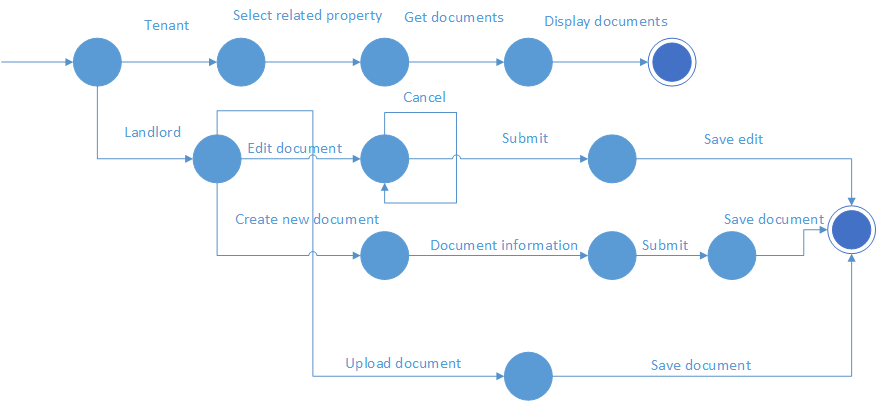 Tenant
Select related property
Get documents
Display documents
Cancel
Landlord
Edit document
Submit
Save edit
Create new document
Document information
Submit
Save document
Upload document
Save document